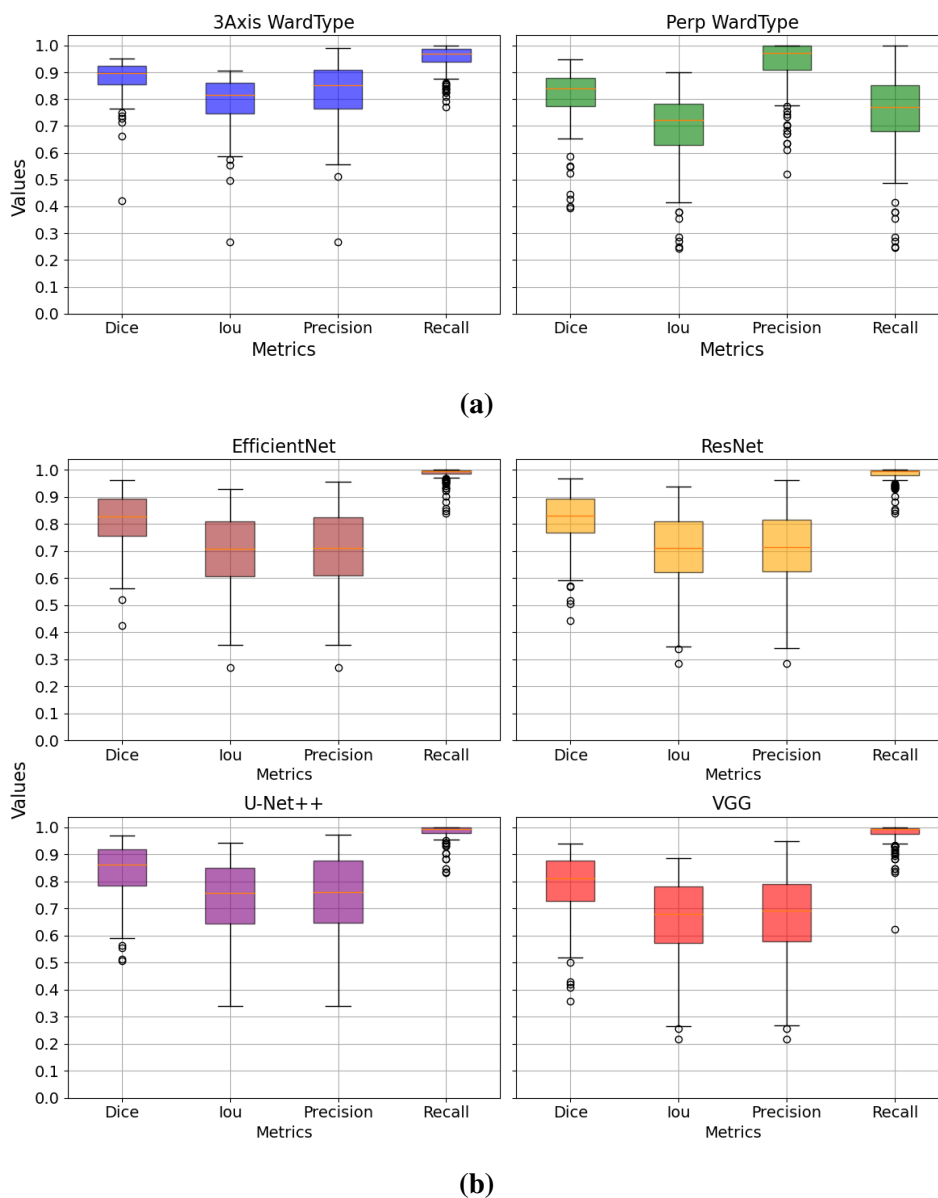 3Axis WardType
Perp WardType
1.0
0.9
0.8
0.7
0.6
0.5
0.4
0.3
0.2
0.1
0.0
Values
Dice Iou Precision Recall
Metrics
Dice Iou Precision Recall
Metrics
(a)
EfficientNet
ResNet
1.0
0.9
0.8
0.7
0.6
0.5
0.4
0.3
0.2
0.1
0.0
Dice Iou Precision Recall
Metrics
Dice Iou Precision Recall
Metrics
Values
U-Net++
VGG
1.0
0.9
0.8
0.7
0.6
0.5
0.4
0.3
0.2
0.1
0.0
Dice Iou Precision Recall
Metrics
Dice Iou Precision Recall
Metrics
(b)